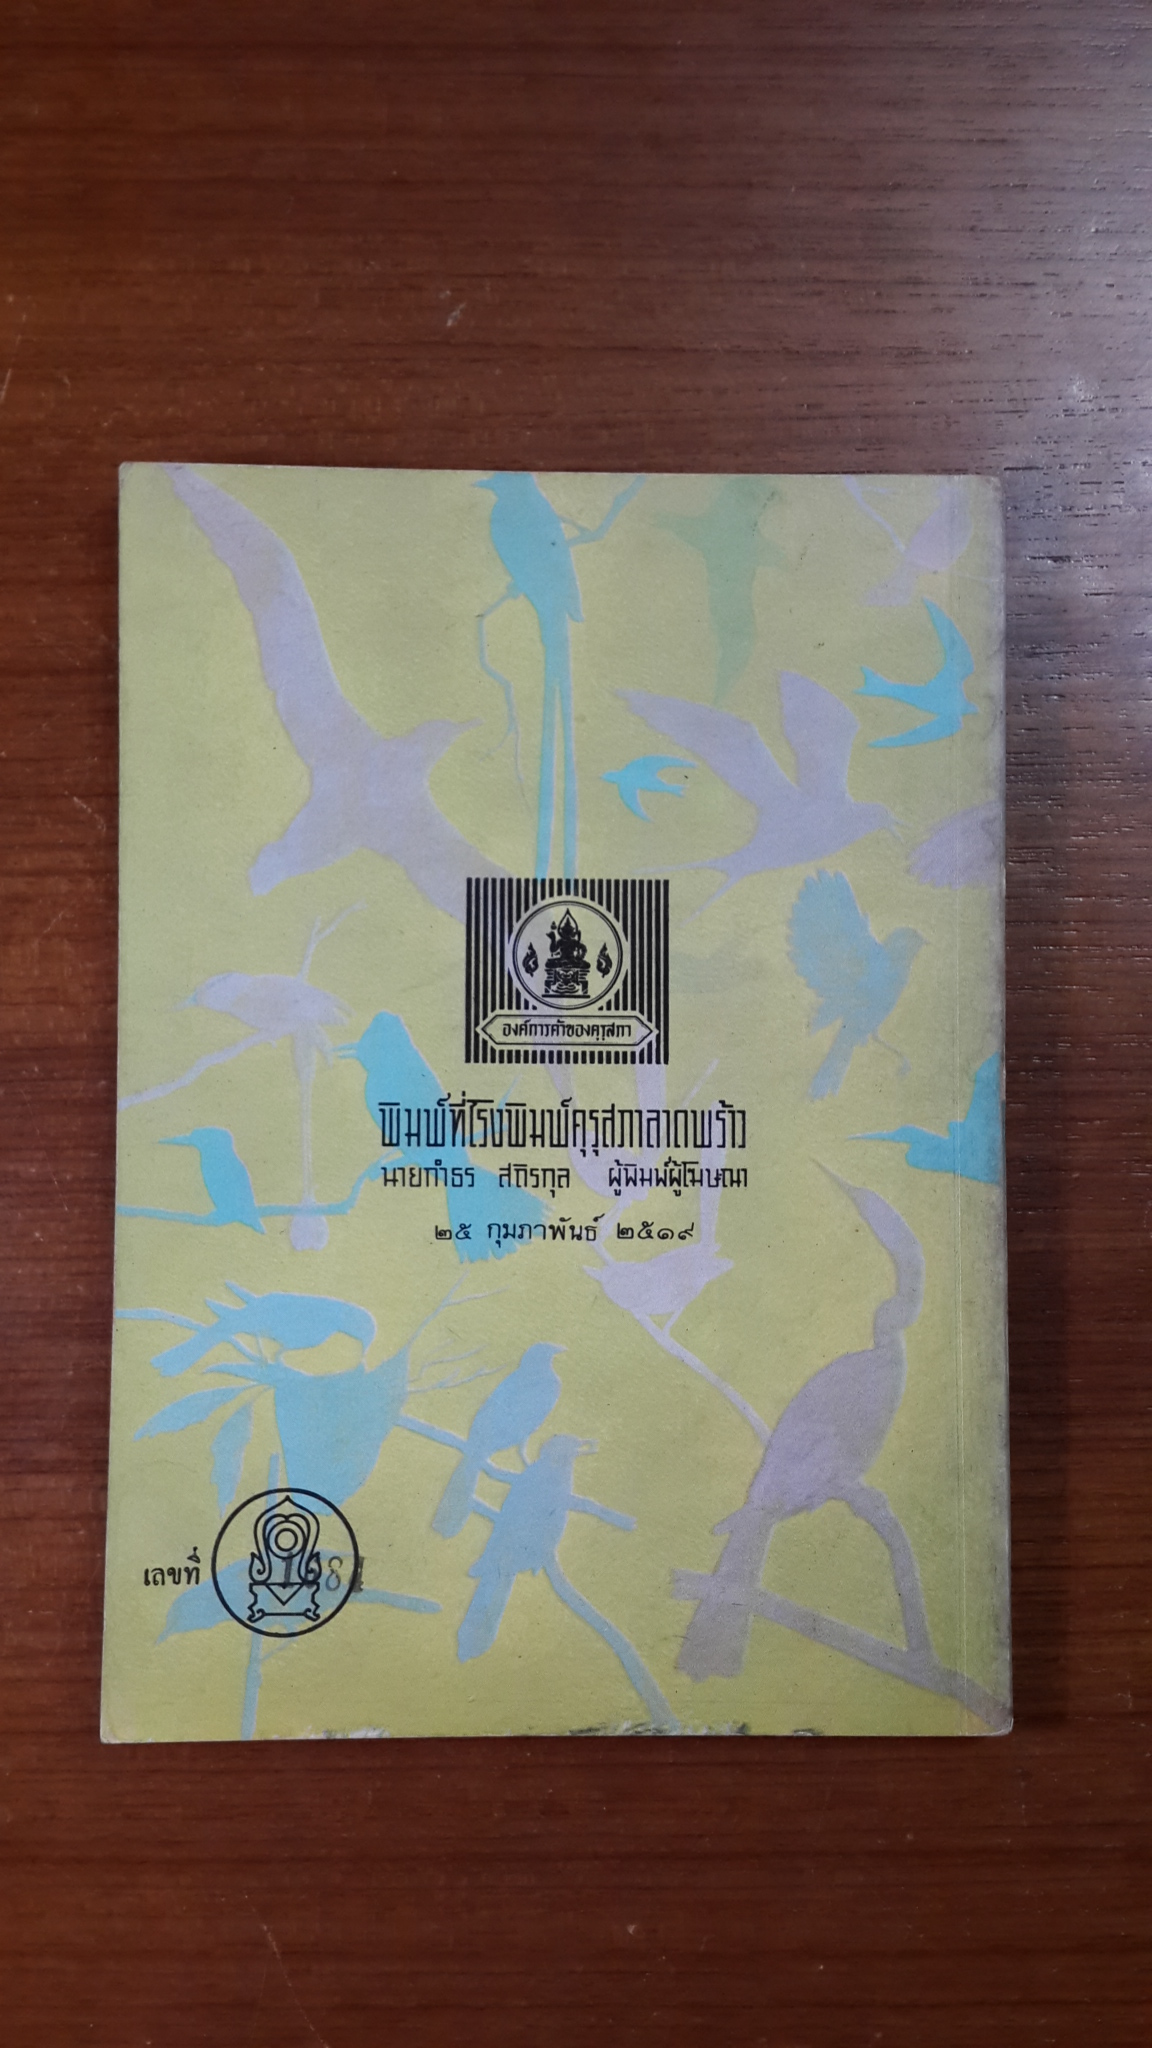 องค์การค้าของคุรุสภา
พิมพ์ที่โรงพิมพ์คุรุสภาลาดพร้าว
นายกำธร สถิรกุล ผู้พิมพ์ผู้โฆษณา
๒๕ กุมภาพันธ์ ๒๕๑๙
เลขที่